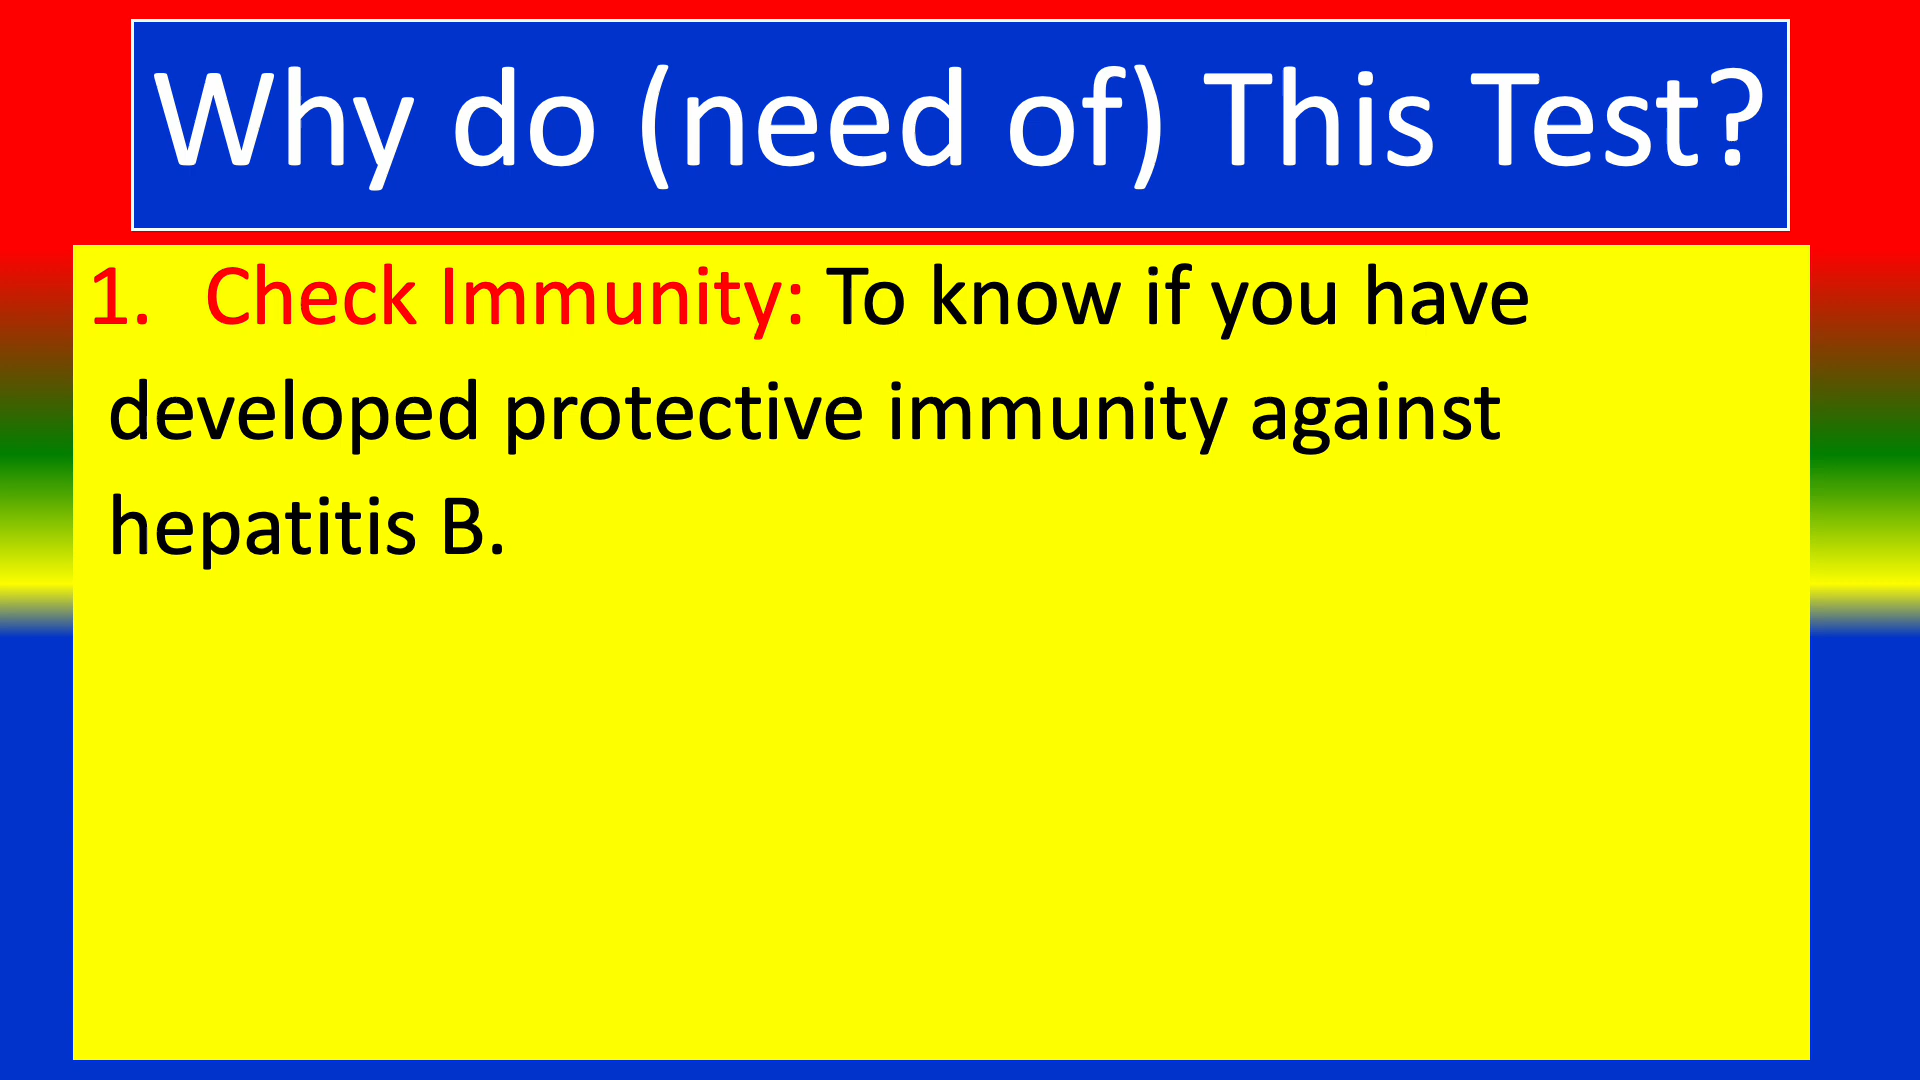 Why do (need of) This Test?
1. Check Immunity: To know if you have
developed protective immunity against
hepatitis B.